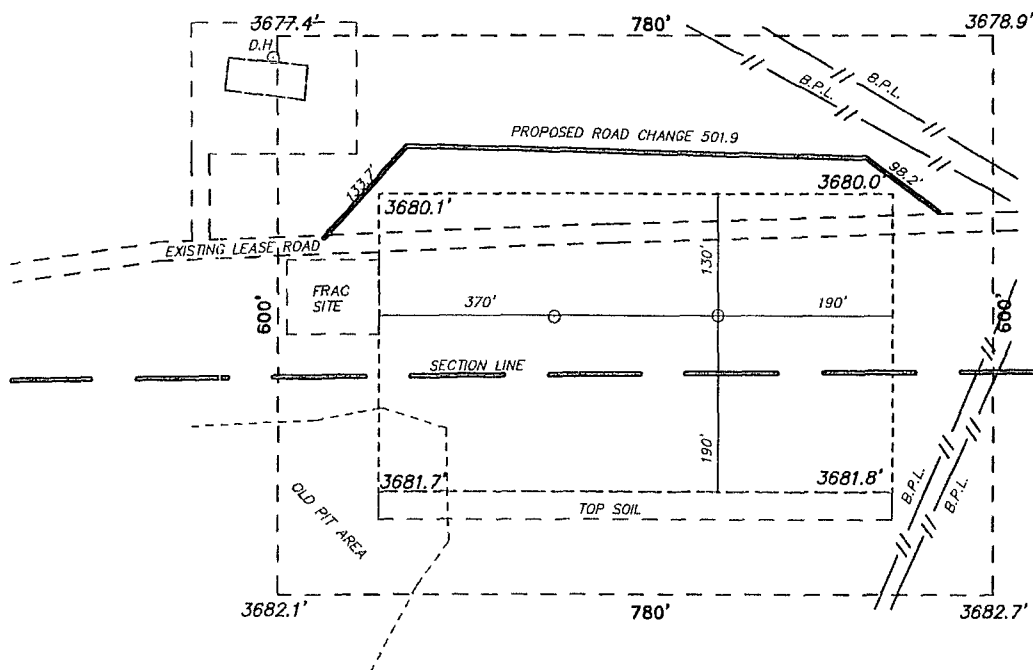 3677.4'
780'
3678.9'
D.H.
B.P.L.
B.P.L.
PROPOSED ROAD CHANGE 501.9
133.7'
98.2'
3680.1'
3680.0'
EXISTING LEASE ROAD
130'
FRAC
SITE
370'
190'
600'
600'
SECTION LINE
190'
3681.7'
3681.8'
OLD PIT AREA
TOP SOIL
B.P.L.
B.P.L.
3682.1'
780'
3682.7'